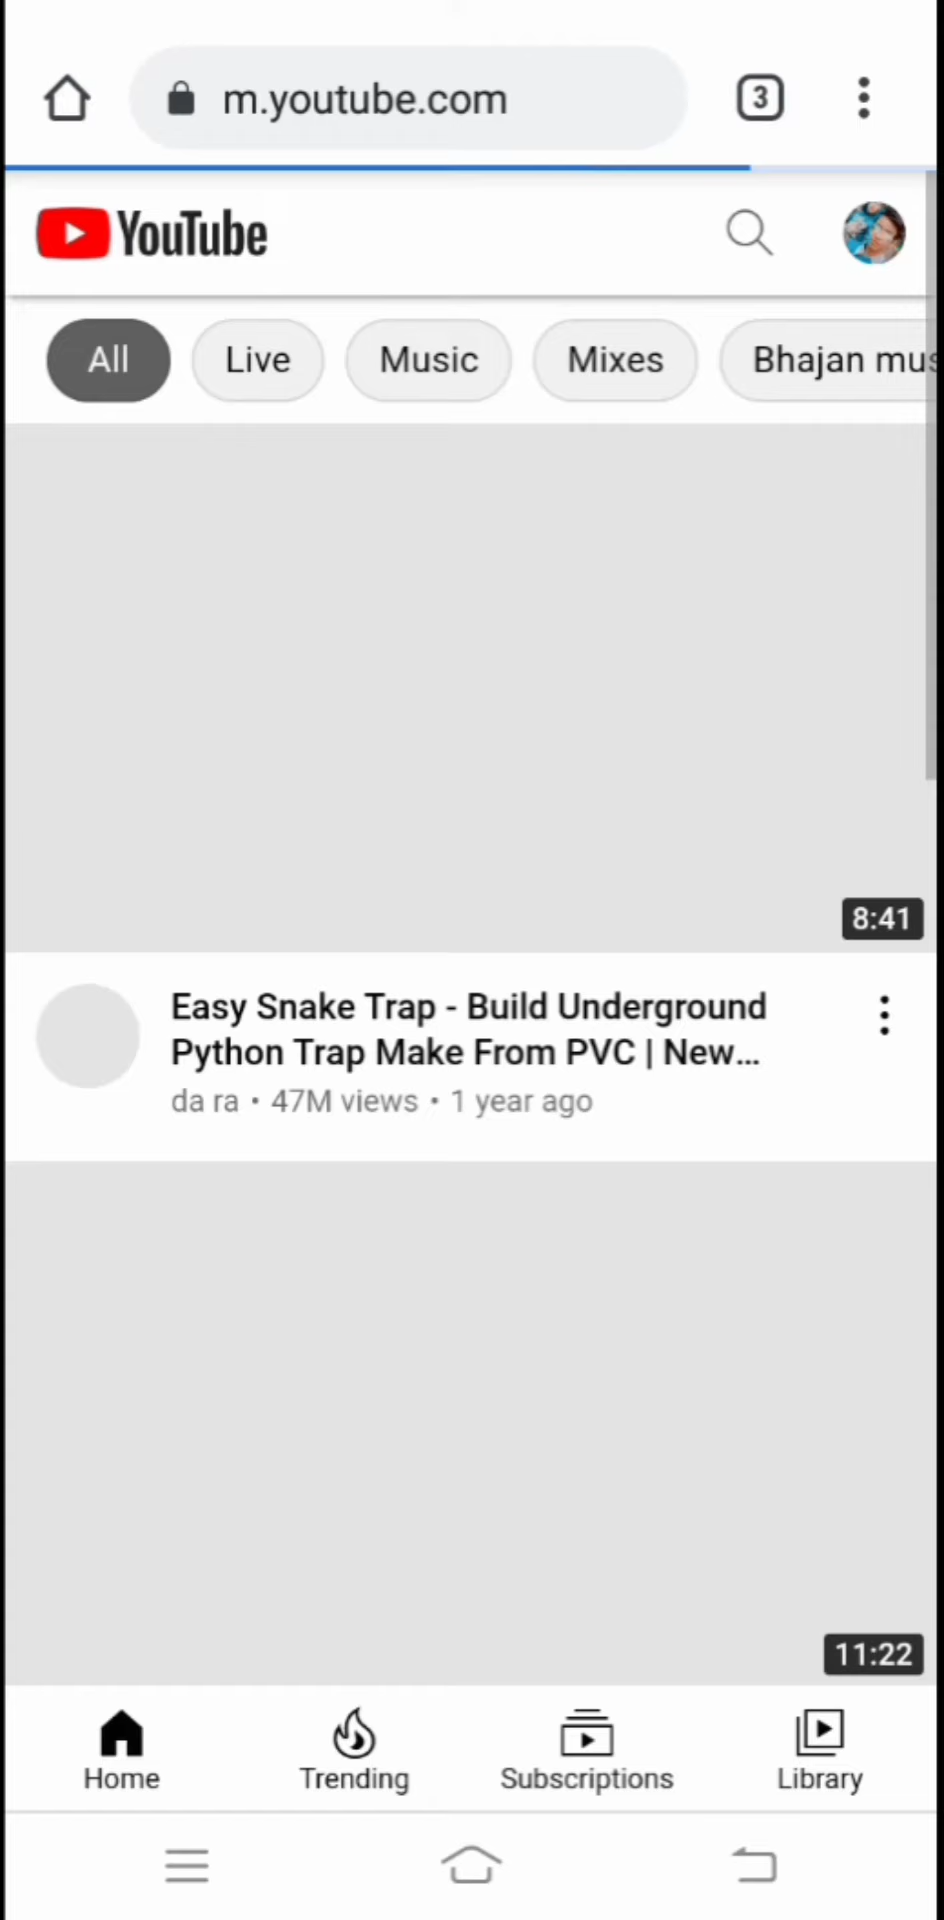 m.youtube.com
3
YouTube
All
Live
Music
Mixes
Bhajan mus
8:41
Easy Snake Trap - Build Underground
Python Trap Make From PVC | New...
da ra • 47M views • 1 year ago
11:22
Home
Trending
Subscriptions
Library